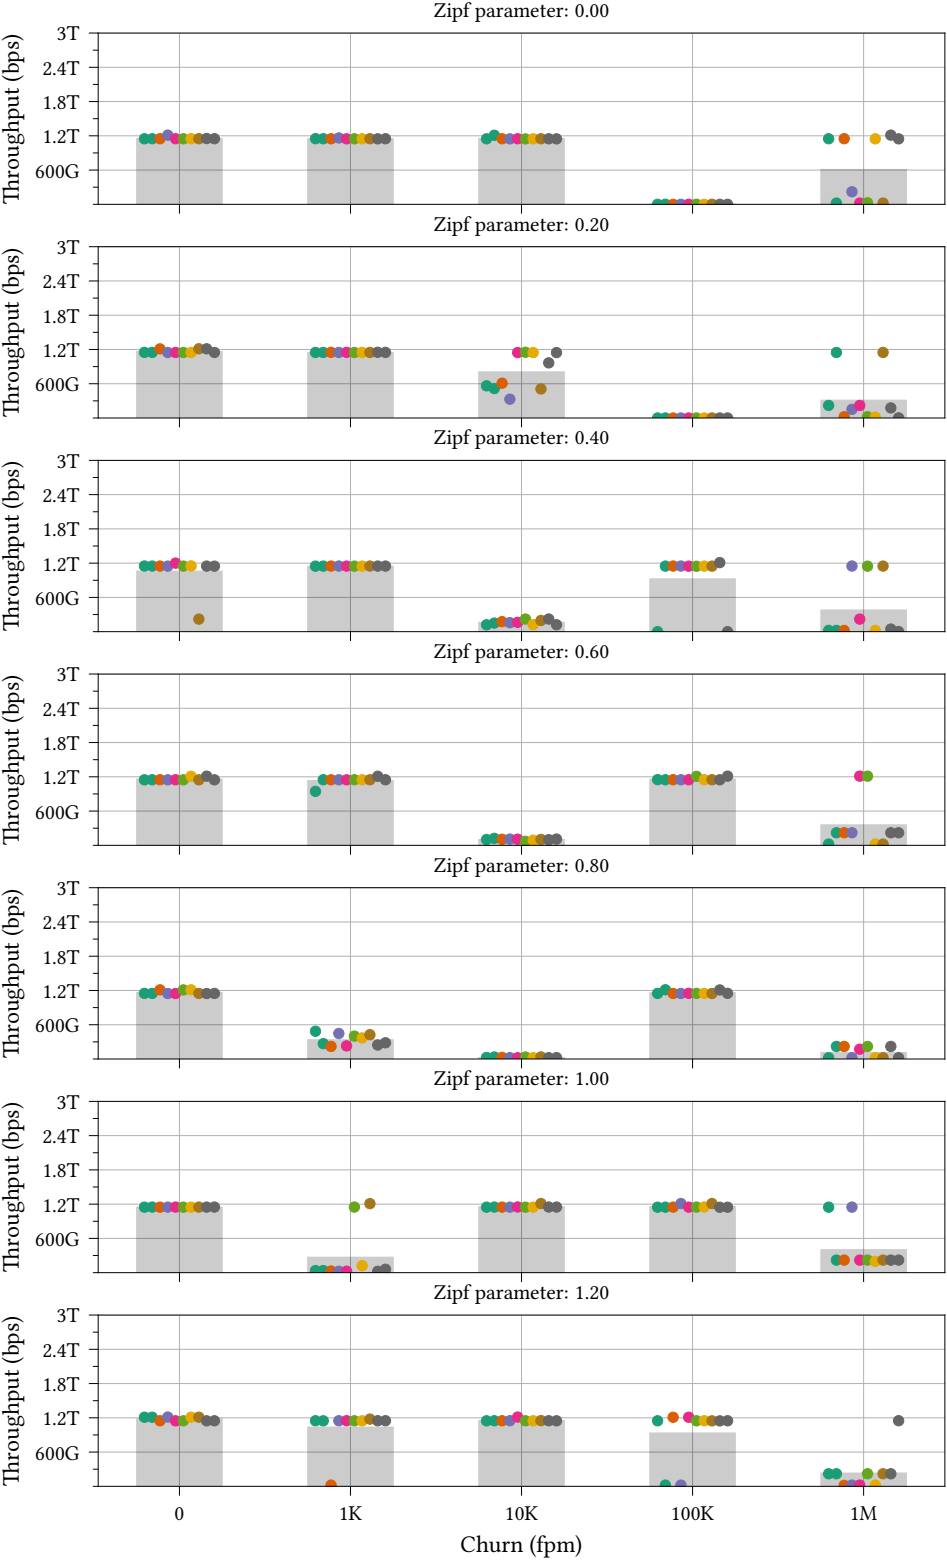 Zipf parameter: 0.00
Throughput (bps)
3T
2.4T
1.8T
1.2T
600G
Zipf parameter: 0.20
Throughput (bps)
3T
2.4T
1.8T
1.2T
600G
Zipf parameter: 0.40
Throughput (bps)
3T
2.4T
1.8T
1.2T
600G
Zipf parameter: 0.60
Throughput (bps)
3T
2.4T
1.8T
1.2T
600G
Zipf parameter: 0.80
Throughput (bps)
3T
2.4T
1.8T
1.2T
600G
Zipf parameter: 1.00
Throughput (bps)
3T
2.4T
1.8T
1.2T
600G
Zipf parameter: 1.20
Throughput (bps)
3T
2.4T
1.8T
1.2T
600G
0 1K 10K 100K 1M
Churn (fpm)